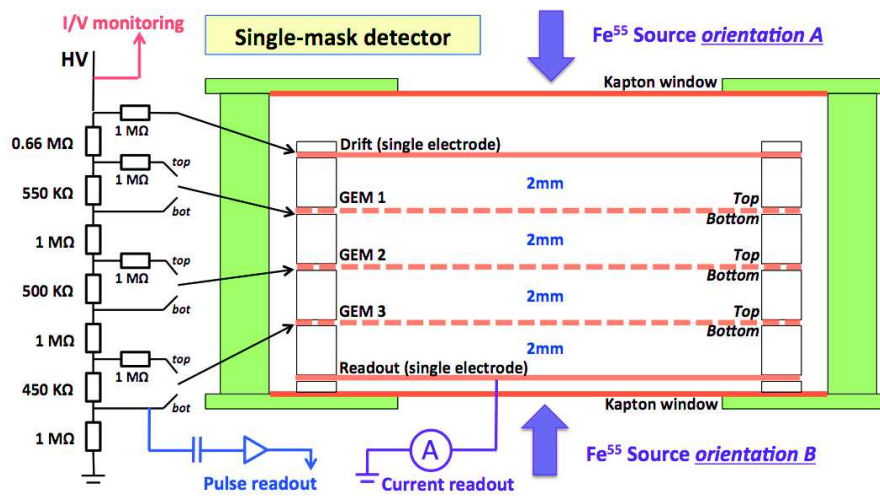 I/V monitoring
HV
Single-mask detector
Fe55 Source orientation A
Kapton window
1 MΩ
0.66 MΩ
Drift (single electrode)
top
1 MΩ
2mm
550 KΩ
GEM 1
Top
bot
Bottom
1 MΩ
2mm
GEM 2
Top
top
Bottom
1 MΩ
500 KΩ
2mm
bot
GEM 3
Top
Bottom
1 MΩ
top
2mm
1 MΩ
Readout (single electrode)
450 KΩ
bot
Kapton window
1 MΩ
A
Fe55 Source orientation B
Pulse readout
Current readout